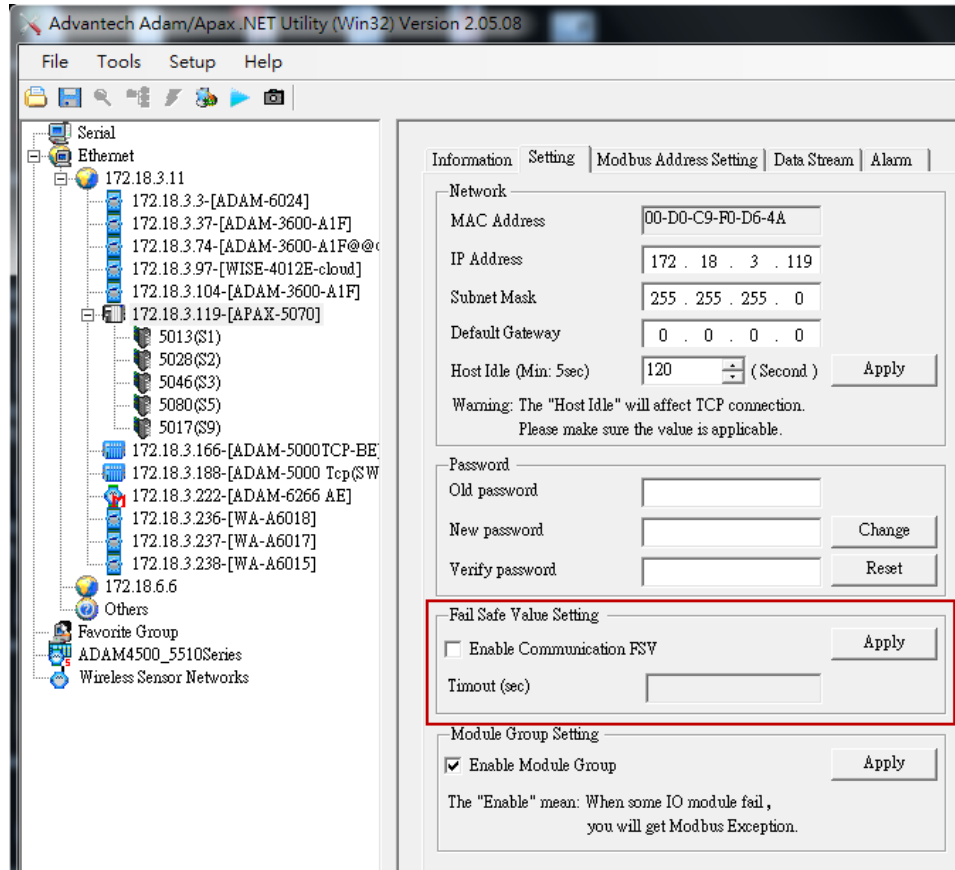 Advantech Adam/Apax .NET Utility (Win32) Version 2.05.08
File Tools Setup Help
Serial
Ethernet
172.18.3.11
172.18.3.3-[ADAM-6024]
172.18.3.37-[ADAM-3600-A1F]
172.18.3.74-[ADAM-3600-A1F@@
172.18.3.97-[WISE-4012E-cloud]
172.18.3.104-[ADAM-3600-A1F]
172.18.3.119-[APAX-5070]
5013(S1)
5028(S2)
5046(S3)
5080(S5)
5017(S9)
172.18.3.166-[ADAM-5000TCP-BE]
172.18.3.188-[ADAM-5000 Tcp(SW
172.18.3.222-[ADAM-6266 AE]
172.18.3.236-[WA-A6018]
172.18.3.237-[WA-A6017]
172.18.3.238-[WA-A6015]
172.18.6.6
Others
Favorite Group
ADAM4500_5510Series
Wireless Sensor Networks
Information Setting Modbus Address Setting Data Stream Alarm
Network
MAC Address 00-D0-C9-F0-D6-4A
IP Address 172 . 18 . 3 . 119
Subnet Mask 255 . 255 . 255 . 0
Default Gateway 0 . 0 . 0 . 0
Host Idle (Min: 5sec) 120 ( Second ) Apply
Warning: The "Host Idle" will affect TCP connection.
Please make sure the value is applicable.
Password
Old password
New password Change
Verify password Reset
Fail Safe Value Setting
Enable Communication FSV Apply
Timout (sec)
Module Group Setting
Enable Module Group Apply
The "Enable" mean: When some IO module fail ,
you will get Modbus Exception.